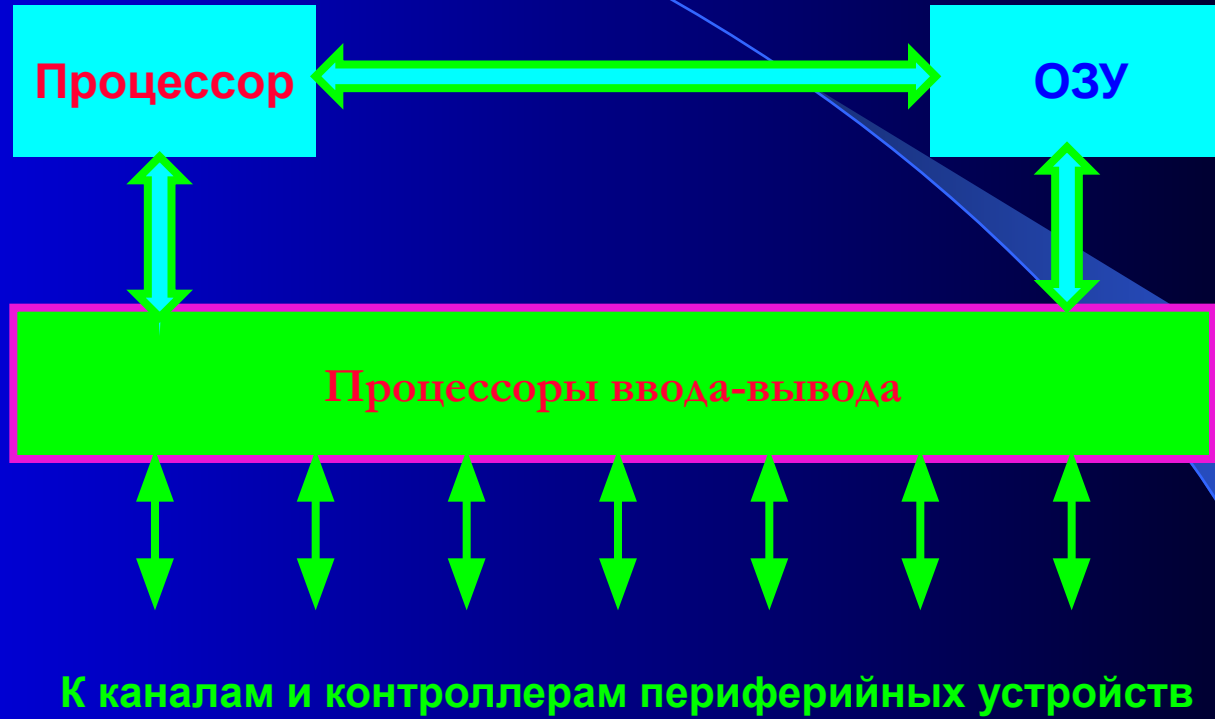 Процессор
ОЗУ
Процессоры ввода-вывода
К каналам и контроллерам периферийных устройств